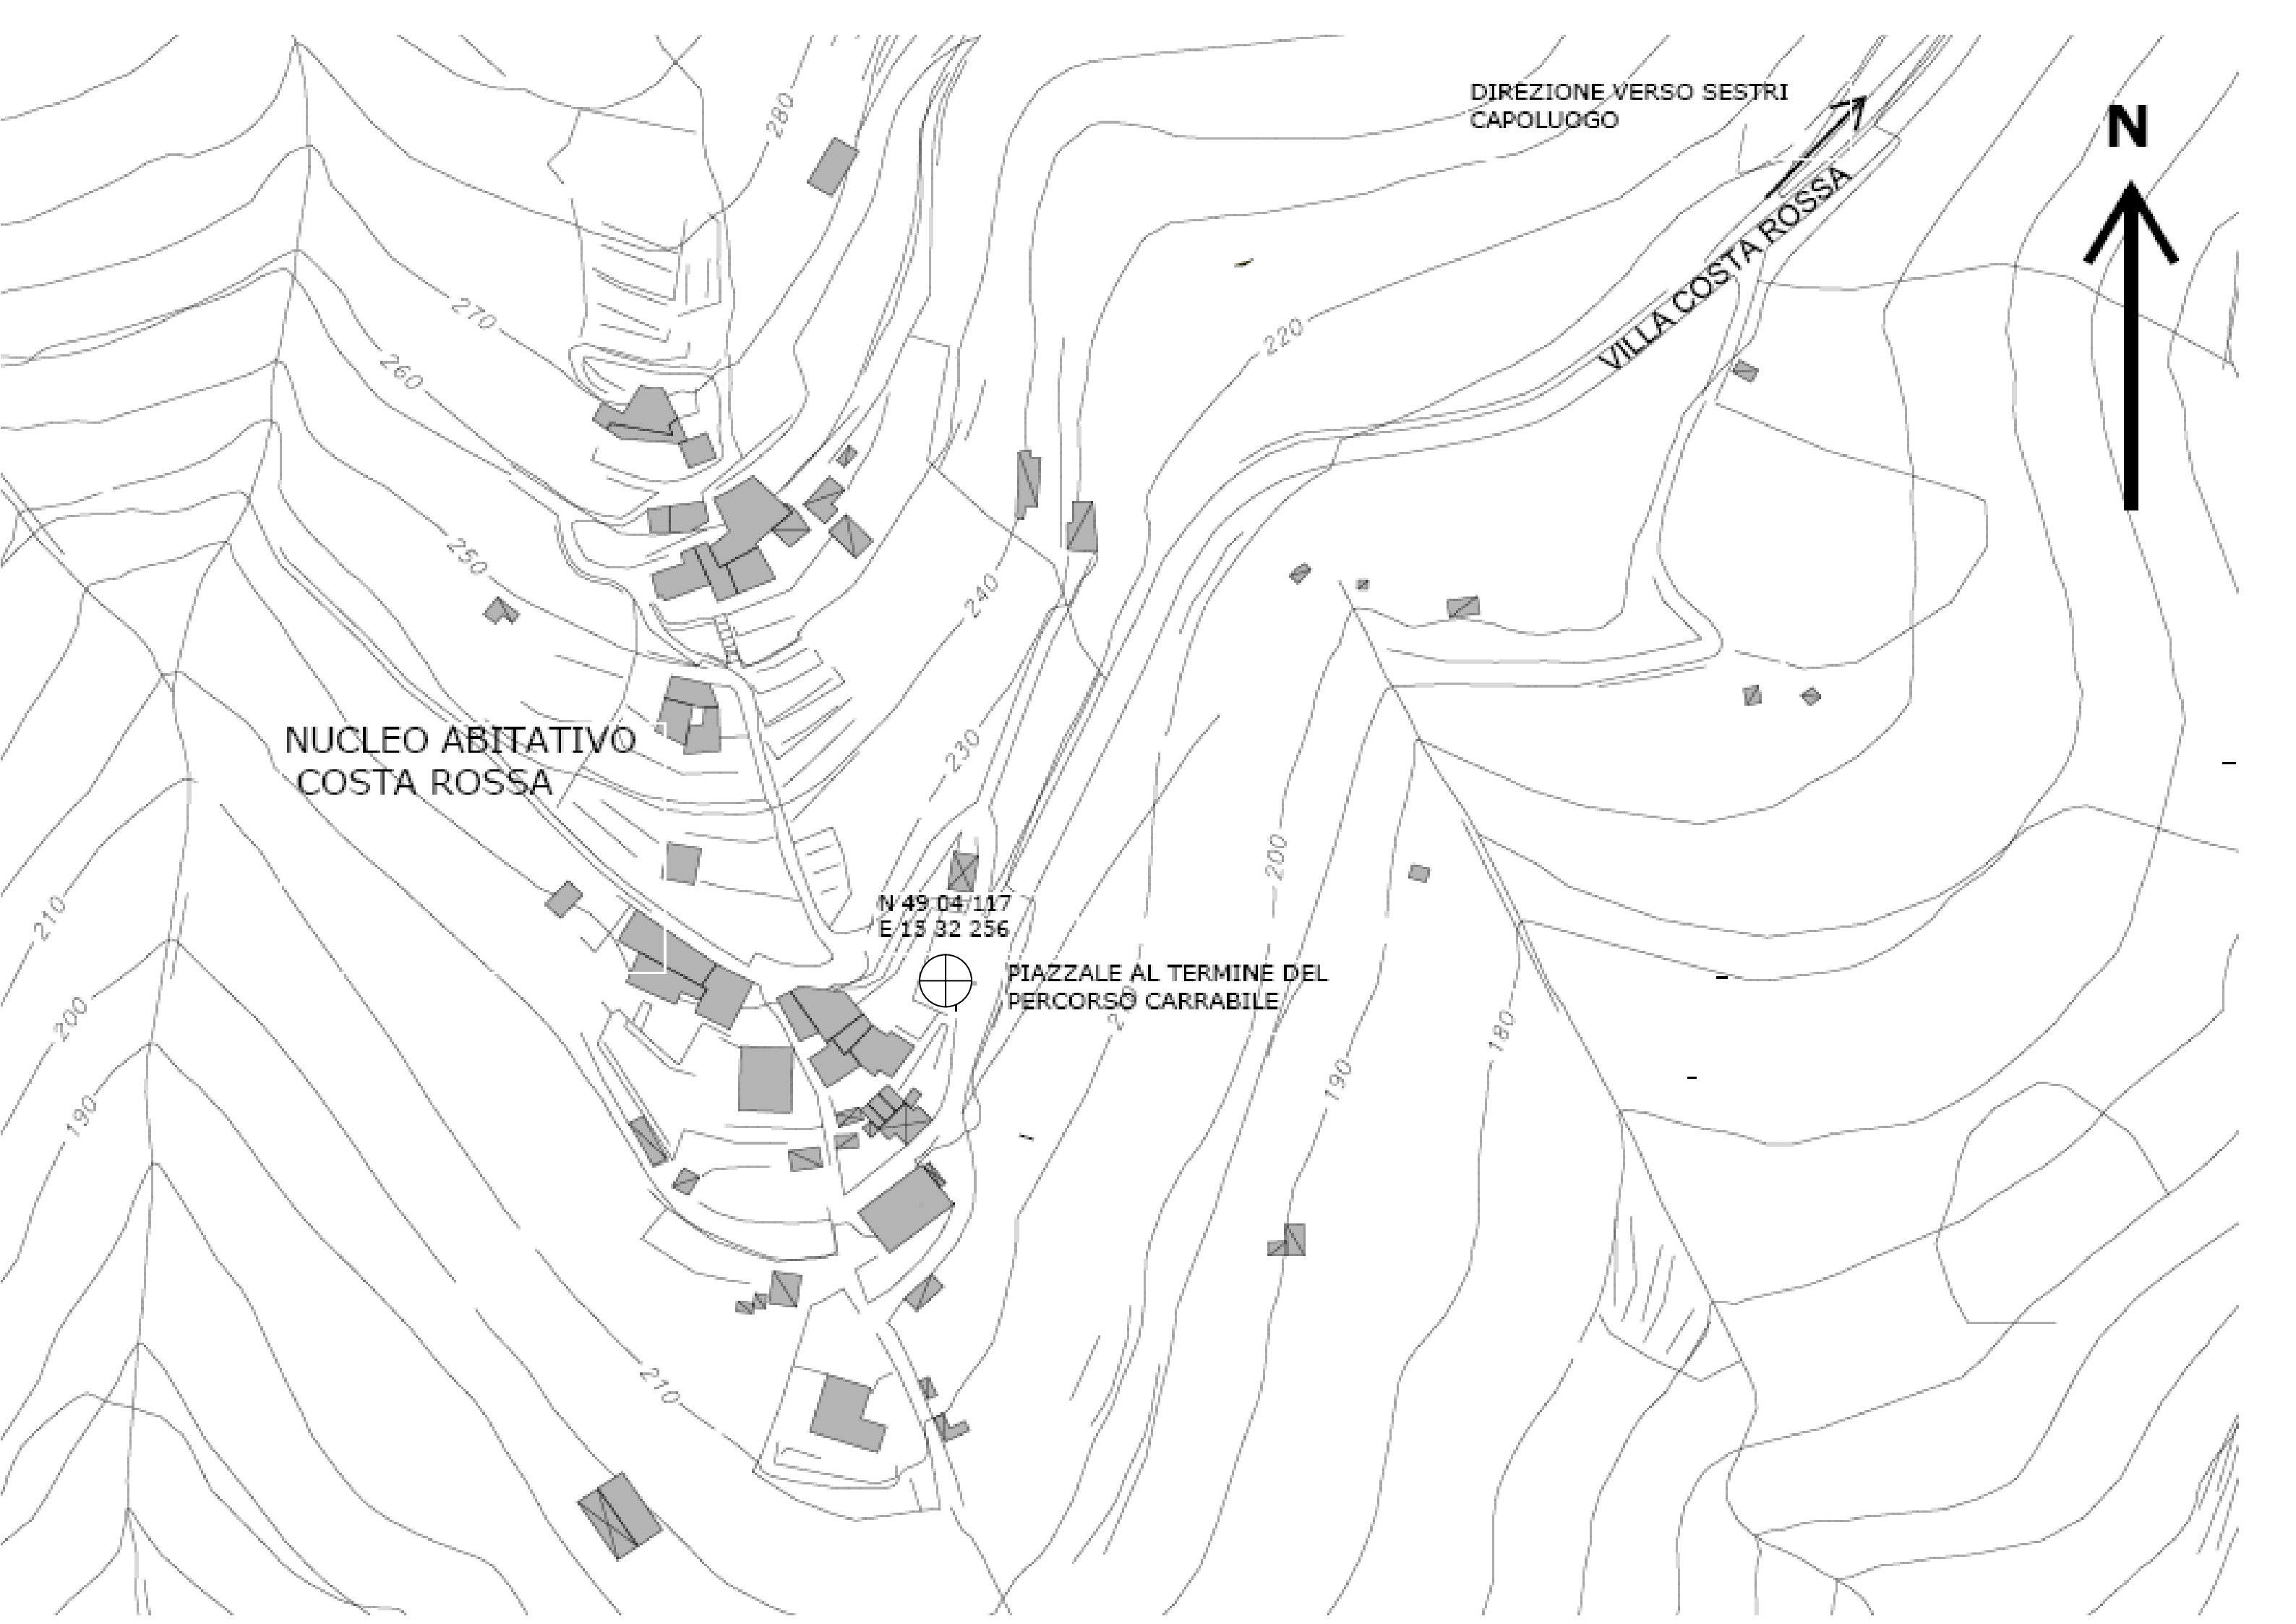 DIREZIONE VERSO SESTRI
CAPOLUOGO
N
VILLA COSTA ROSSA
280
270
260
220
250
240
230
NUCLEO ABITATIVO
COSTA ROSSA
200
210
N 49 04 117
E 15 32 256
PIAZZALE AL TERMINE DEL
PERCORSO CARRABILE
200
180
190
190
210